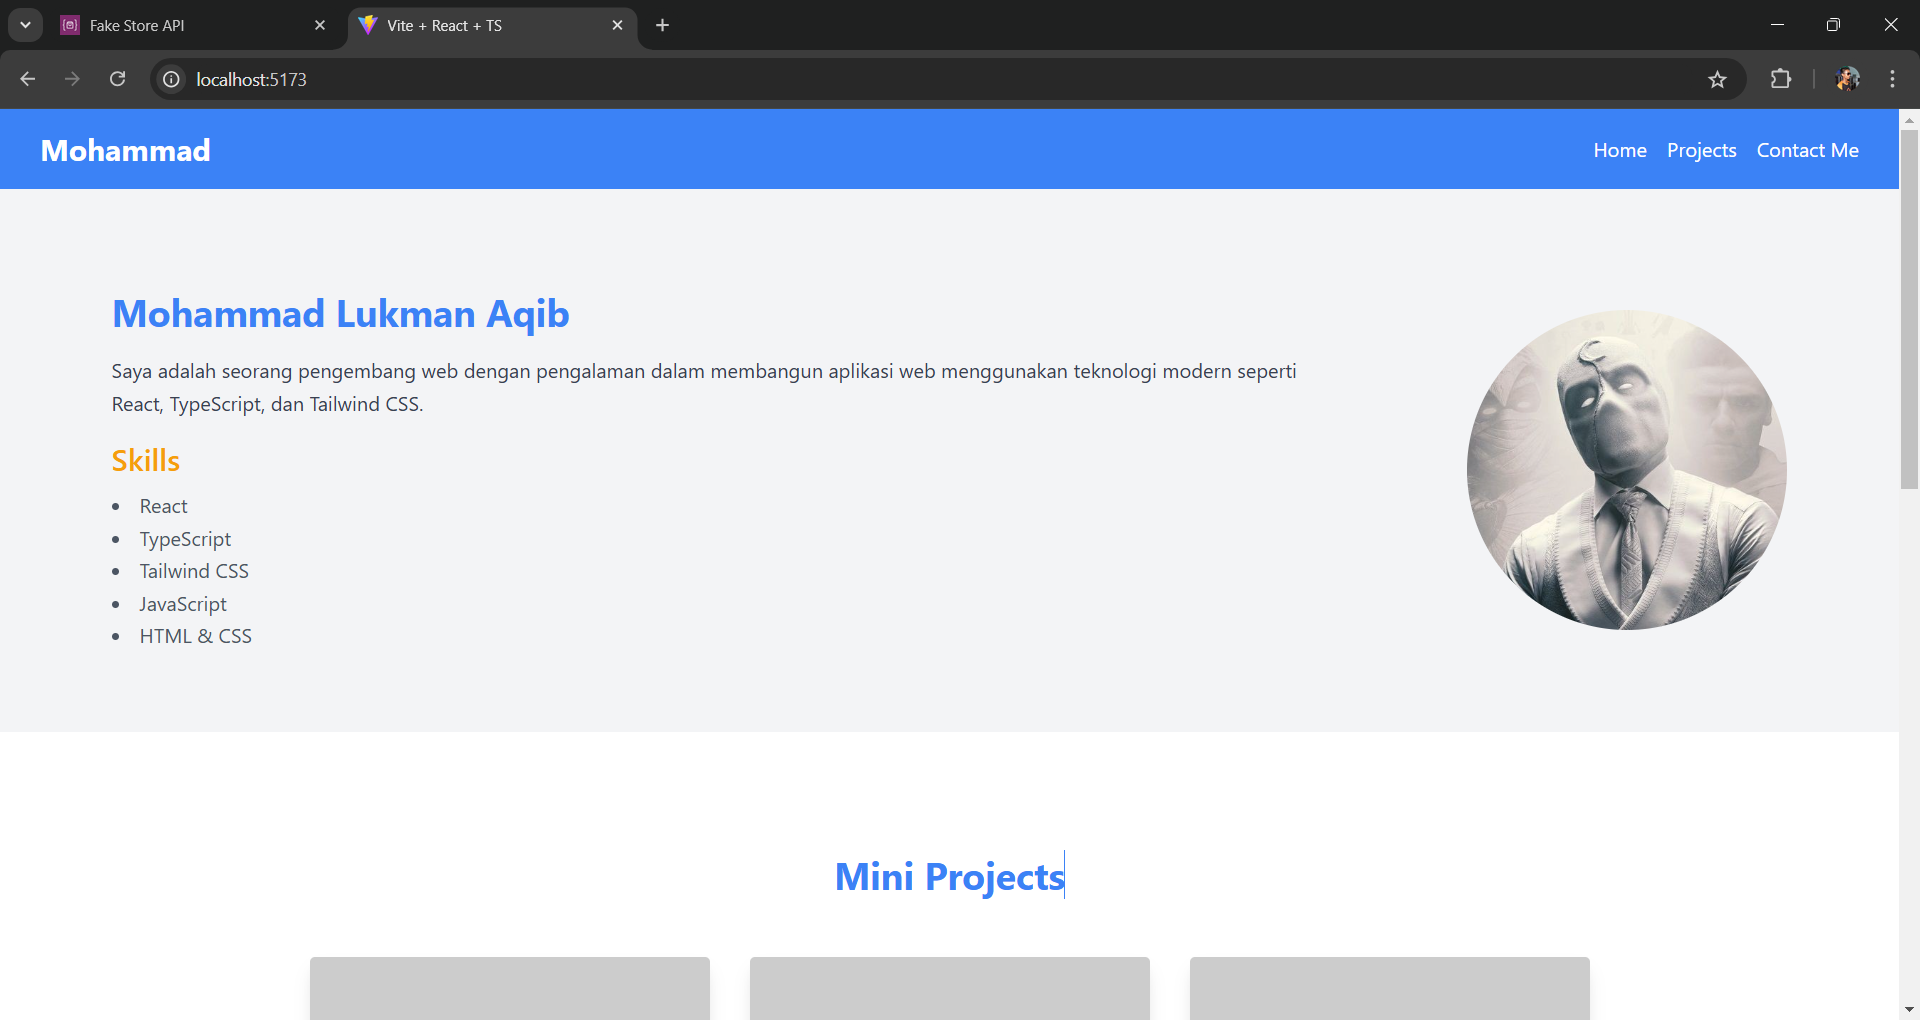 Fake Store API
Vite + React + TS
localhost:5173
Mohammad
Home Projects Contact Me
Mohammad Lukman Aqib
Saya adalah seorang pengembang web dengan pengalaman dalam membangun aplikasi web menggunakan teknologi modern seperti
React, TypeScript, dan Tailwind CSS.
Skills
• React
• TypeScript
• Tailwind CSS
• JavaScript
• HTML & CSS
Mini Projects